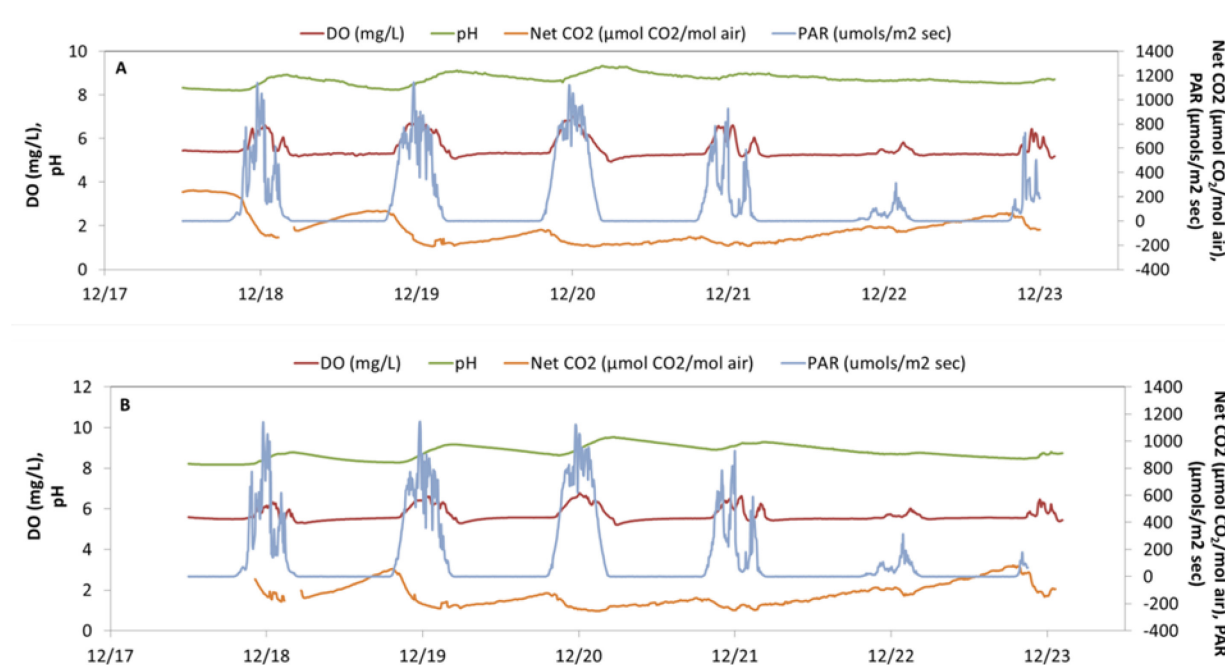 DO (mg/L) pH Net CO2 (µmol CO2/mol air) PAR (umols/m2 sec)
A
10
8
6
4
2
0
DO (mg/L),
pH
1400
1200
1000
800
600
400
200
0
-200
-400
Net CO2 (µmol CO₂/mol air),
PAR (µmols/m2 sec)
12/17 12/18 12/19 12/20 12/21 12/22 12/23
DO (mg/L) pH Net CO2 (µmol CO2/mol air) PAR (umols/m2 sec)
B
12
10
8
6
4
2
0
DO (mg/L),
pH
1400
1200
1000
800
600
400
200
0
-200
-400
Net CO2 (µmol CO₂/mol air), PAR
(µmols/m2 sec)
12/17 12/18 12/19 12/20 12/21 12/22 12/23